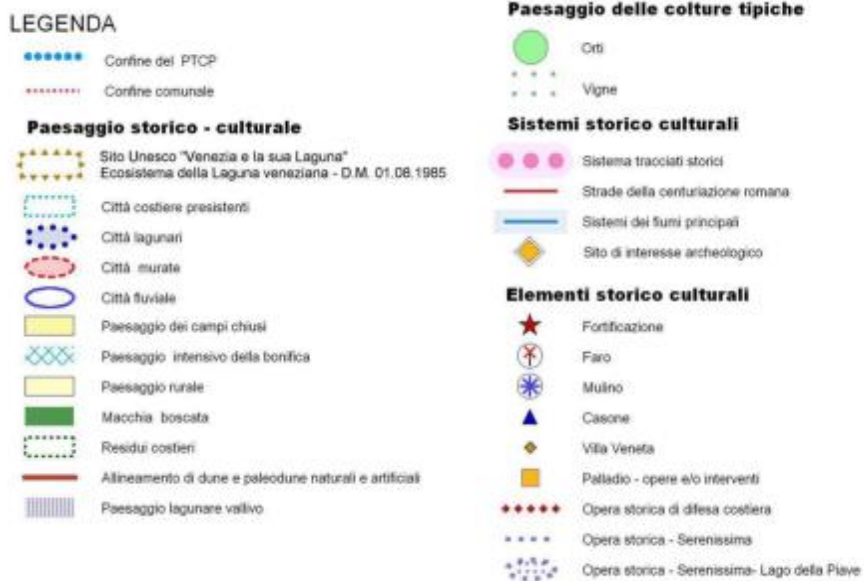 LEGENDA
Confine del PTCP
Confine comunale
Paesaggio storico - culturale
Sito Unesco "Venezia e la sua Laguna"
Ecosistema della Laguna veneziana - D.M. 01.08.1985
Città costiere presistenti
Città lagunari
Città murate
Città fluviale
Paesaggio dei campi chiusi
Paesaggio intensivo della bonifica
Paesaggio rurale
Macchia boscata
Residui costieri
Allineamento di dune e paleodune naturali e artificiali
Paesaggio lagunare vallivo
Paesaggio delle colture tipiche
Orti
Vigne
Sistemi storico culturali
Sistema tracciati storici
Strade della centuriazione romana
Sistemi dei fiumi principali
Sito di interesse archeologico
Elementi storico culturali
Fortificazione
Faro
Mulino
Casone
Villa Veneta
Palladio - opere e/o interventi
Opera storica di difesa costiera
Opera storica - Serenissima
Opera storica - Serenissima- Lago della Piave